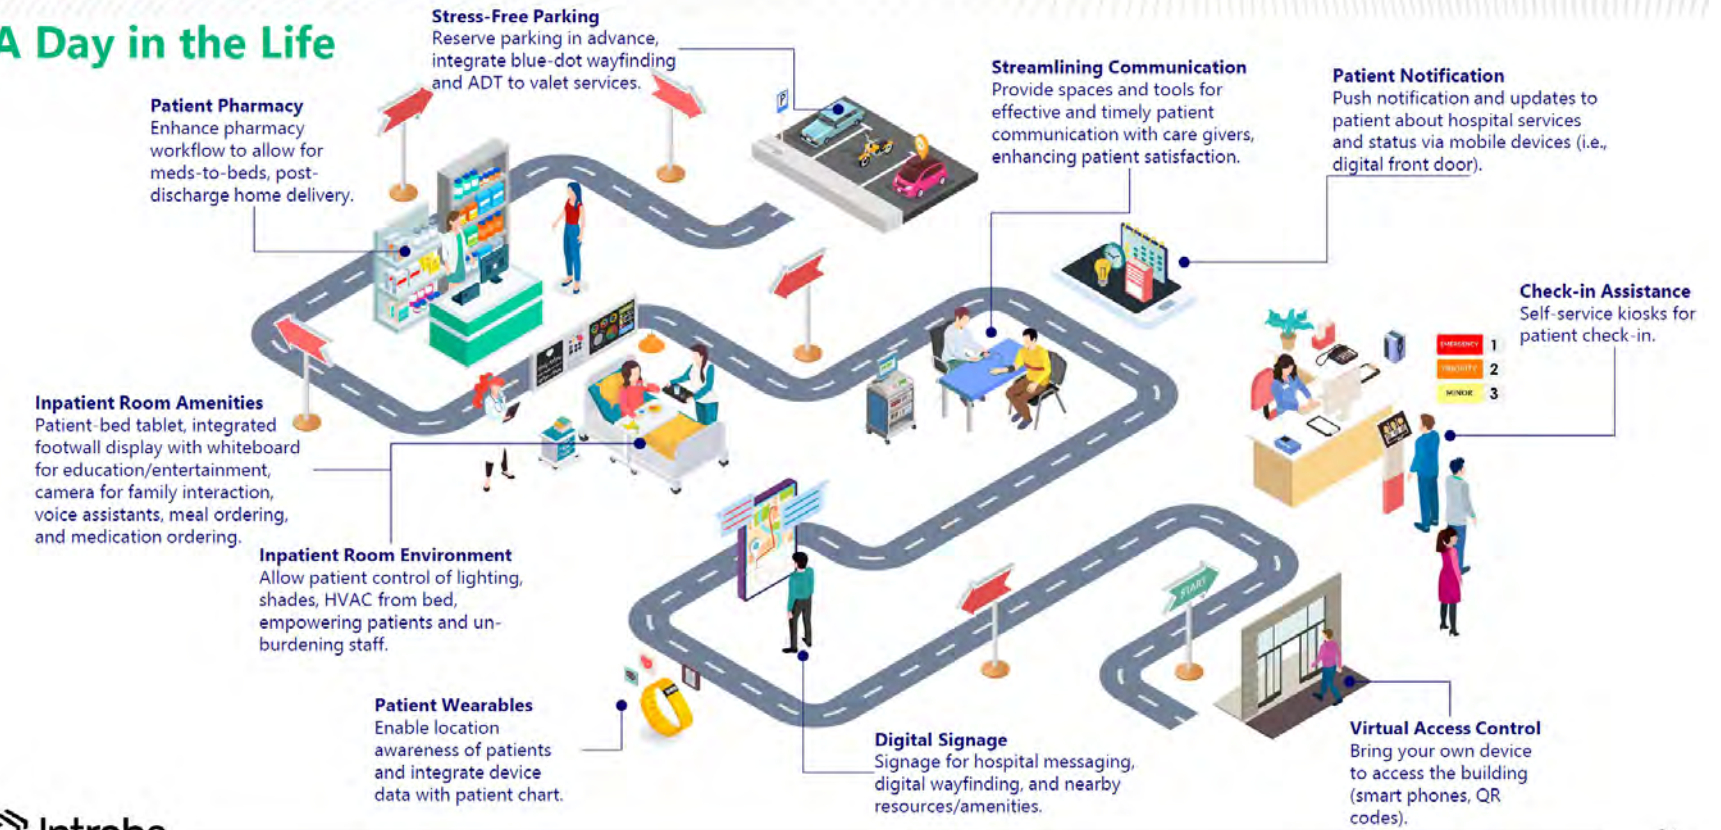 A Day in the Life
Stress-Free Parking
Reserve parking in advance,
integrate blue-dot wayfinding
and ADT to valet services.
Streamlining Communication
Provide spaces and tools for
effective and timely patient
communication with care givers,
enhancing patient satisfaction.
Patient Notification
Push notification and updates to
patient about hospital services
and status via mobile devices (i.e.,
digital front door).
Patient Pharmacy
Enhance pharmacy
workflow to allow for
meds-to-beds, post-
discharge home delivery.
P
Check-in Assistance
Self-service kiosks for
patient check-in.
EMERGENCY 1
PRIORITY 2
MINOR 3
Inpatient Room Amenities
Patient-bed tablet, integrated
footwall display with whiteboard
for education/entertainment,
camera for family interaction,
voice assistants, meal ordering,
and medication ordering.
Inpatient Room Environment
Allow patient control of lighting,
shades, HVAC from bed,
empowering patients and un-
burdening staff.
START
Patient Wearables
Enable location
awareness of patients
and integrate device
data with patient chart.
Digital Signage
Signage for hospital messaging,
digital wayfinding, and nearby
resources/amenities.
Virtual Access Control
Bring your own device
to access the building
(smart phones, QR
codes).